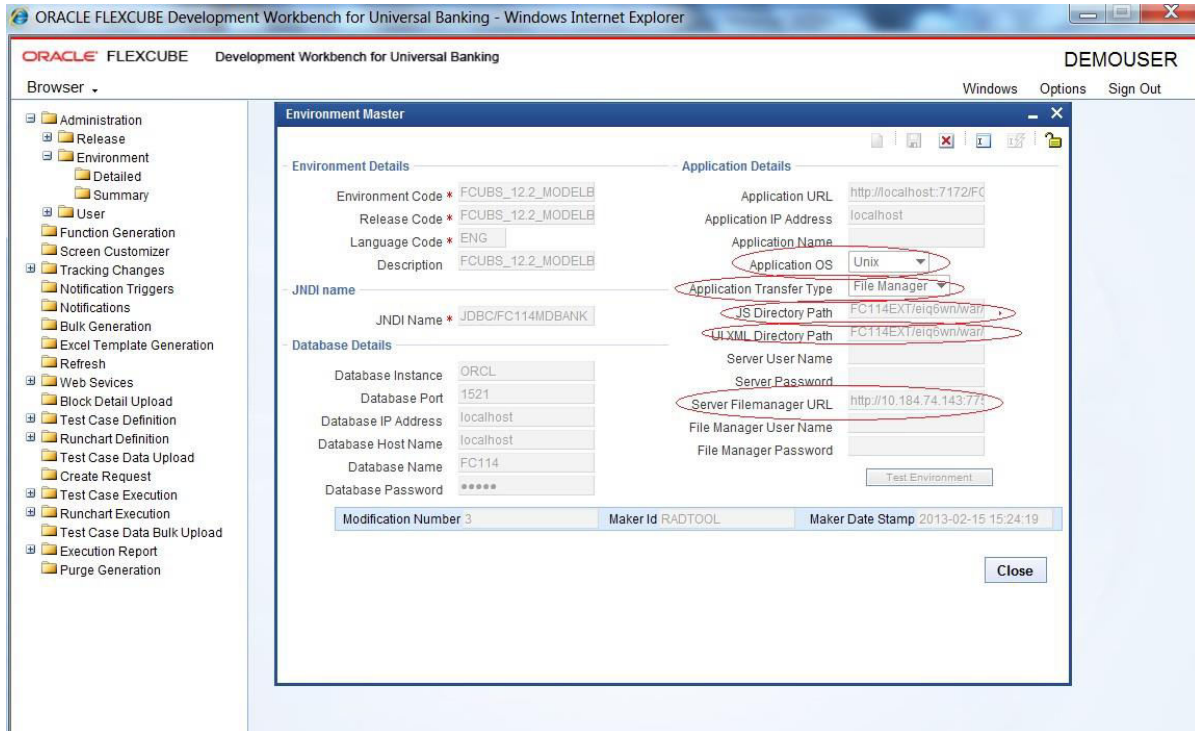 ORACLE FLEXCUBE Development Workbench for Universal Banking - Windows Internet Explorer
ORACLE FLEXCUBE Development Workbench for Universal Banking
DEMOUSER
Browser
Windows Options Sign Out
Administration
Release
Environment
Detailed
Summary
User
Function Generation
Screen Customizer
Tracking Changes
Notification Triggers
Notifications
Bulk Generation
Excel Template Generation
Refresh
Web Sevices
Block Detail Upload
Test Case Definition
Runchart Definition
Test Case Data Upload
Create Request
Test Case Execution
Runchart Execution
Test Case Data Bulk Upload
Execution Report
Purge Generation
Environment Master
Environment Details
Environment Code * FCUBS_12.2_MODELB
Release Code * FCUBS_12.2_MODELB
Language Code * ENG
Description FCUBS_12.2_MODELB
JNDI name
JNDI Name * JDBC/FC114MDBANK
Database Details
Database Instance ORCL
Database Port 1521
Database IP Address localhost
Database Host Name localhost
Database Name FC114
Database Password •••••
Application Details
Application URL http://localhost::7172/FC
Application IP Address localhost
Application Name
Application OS Unix
Application Transfer Type File Manager
JS Directory Path FC114EXT/eiq6wn/war/
UI XML Directory Path FC114EXT/eiq6wn/war/
Server User Name
Server Password
Server Filemanager URL http://10.184.74.143:775
File Manager User Name
File Manager Password
Test Environment
Modification Number 3 Maker Id RADTOOL Maker Date Stamp 2013-02-15 15:24:19
Close